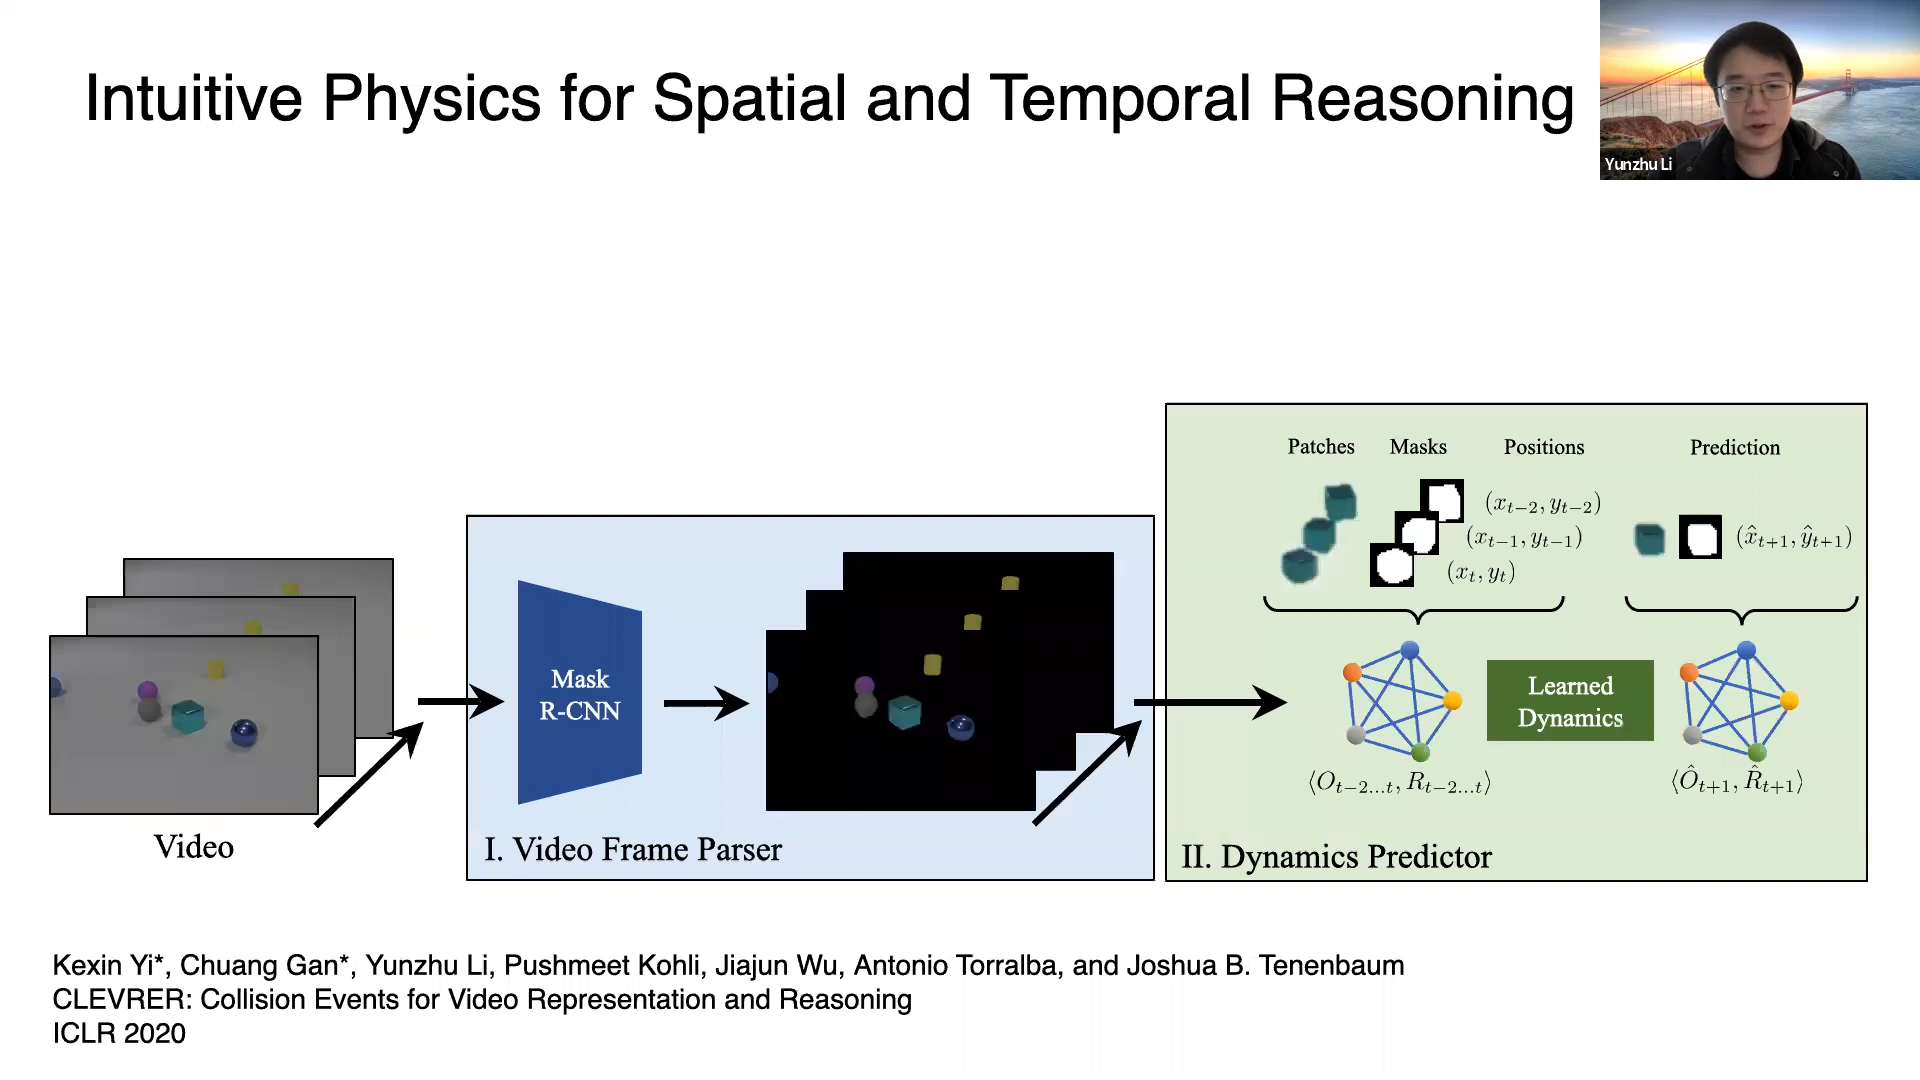 Intuitive Physics for Spatial and Temporal Reasoning
Yunzhu Li
Patches Masks Positions Prediction
(x_{t−2}, y_{t−2})
(x_{t−1}, y_{t−1})
(x_t, y_t)
(x̂_{t+1}, ŷ_{t+1})
Mask
R-CNN
Learned
Dynamics
⟨O_{t−2...t}, R_{t−2...t}⟩
⟨Ô_{t+1}, R̂_{t+1}⟩
Video
I. Video Frame Parser
II. Dynamics Predictor
Kexin Yi*, Chuang Gan*, Yunzhu Li, Pushmeet Kohli, Jiajun Wu, Antonio Torralba, and Joshua B. Tenenbaum
CLEVRER: Collision Events for Video Representation and Reasoning
ICLR 2020